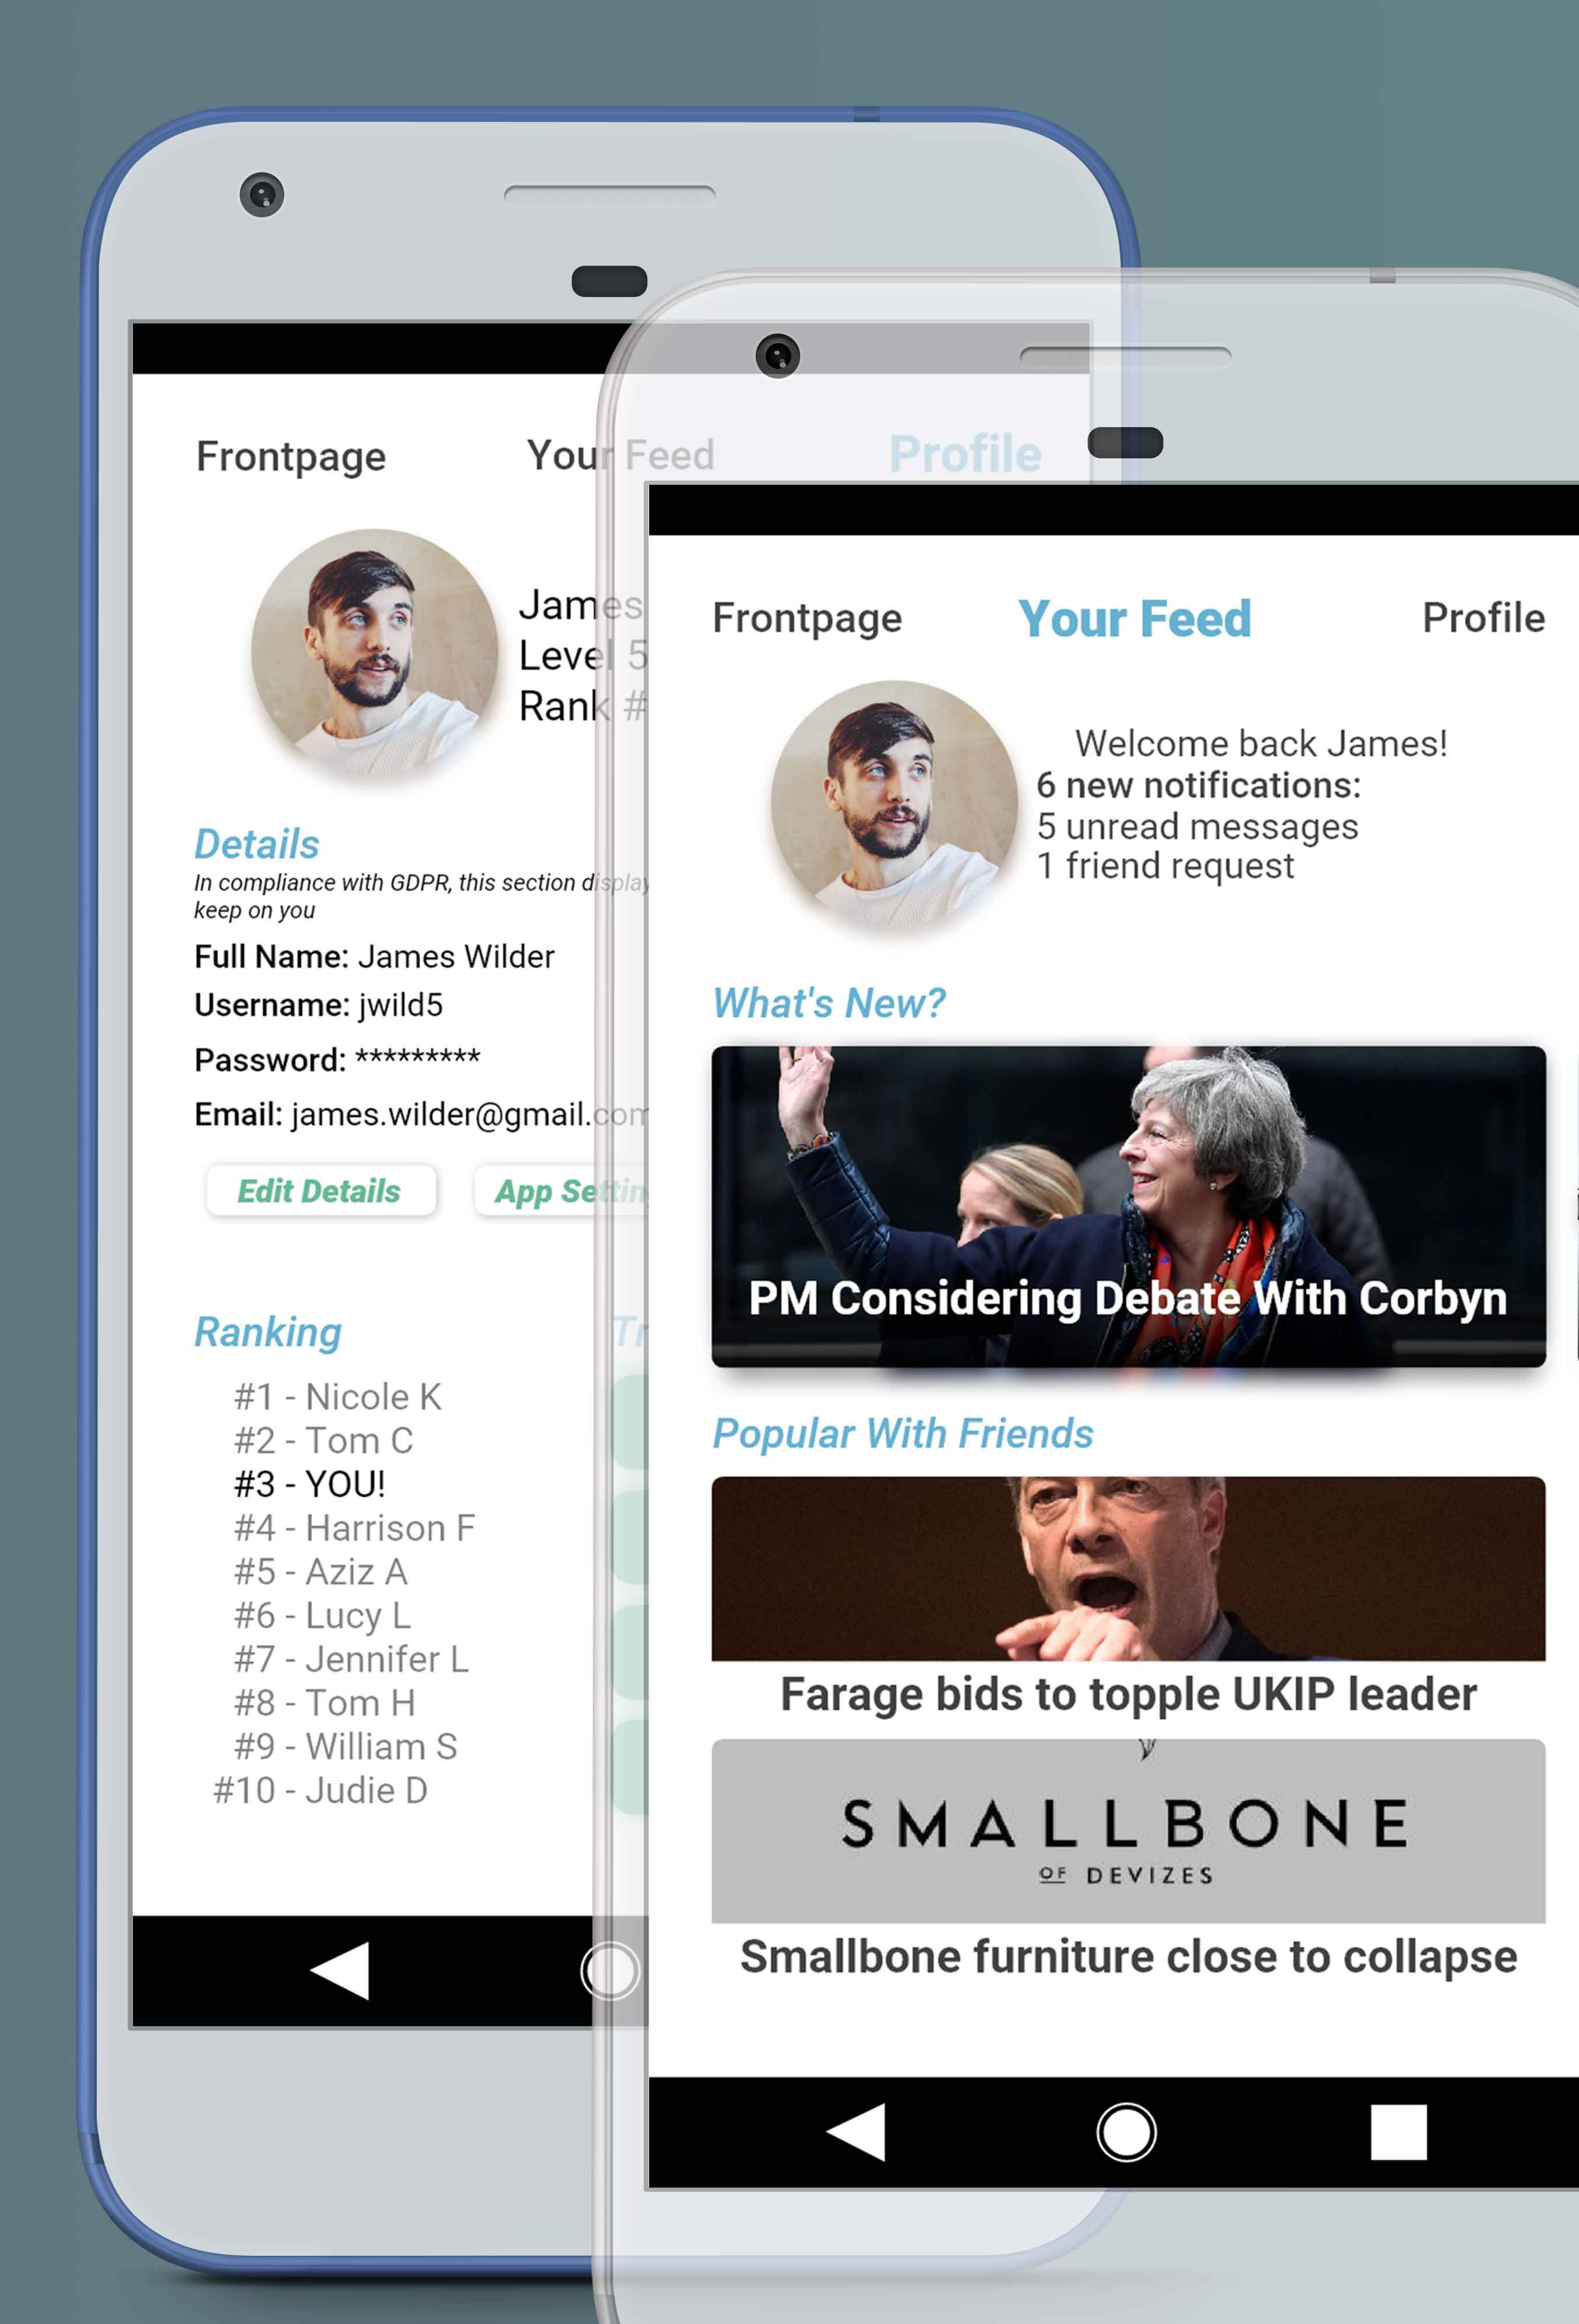 Frontpage
Your Feed
Profile
James
Level 5
Rank #
Details
In compliance with GDPR, this section display
keep on you
Full Name: James Wilder
Username: jwild5
Password: *********
Email: james.wilder@gmail.com
Edit Details
App Settin
Ranking
#1 - Nicole K
#2 - Tom C
#3 - YOU!
#4 - Harrison F
#5 - Aziz A
#6 - Lucy L
#7 - Jennifer L
#8 - Tom H
#9 - William S
#10 - Judie D
Tr
Frontpage
Your Feed
Profile
Welcome back James!
6 new notifications:
5 unread messages
1 friend request
What's New?
PM Considering Debate With Corbyn
Popular With Friends
Farage bids to topple UKIP leader
SMALLBONE
OF DEVIZES
Smallbone furniture close to collapse